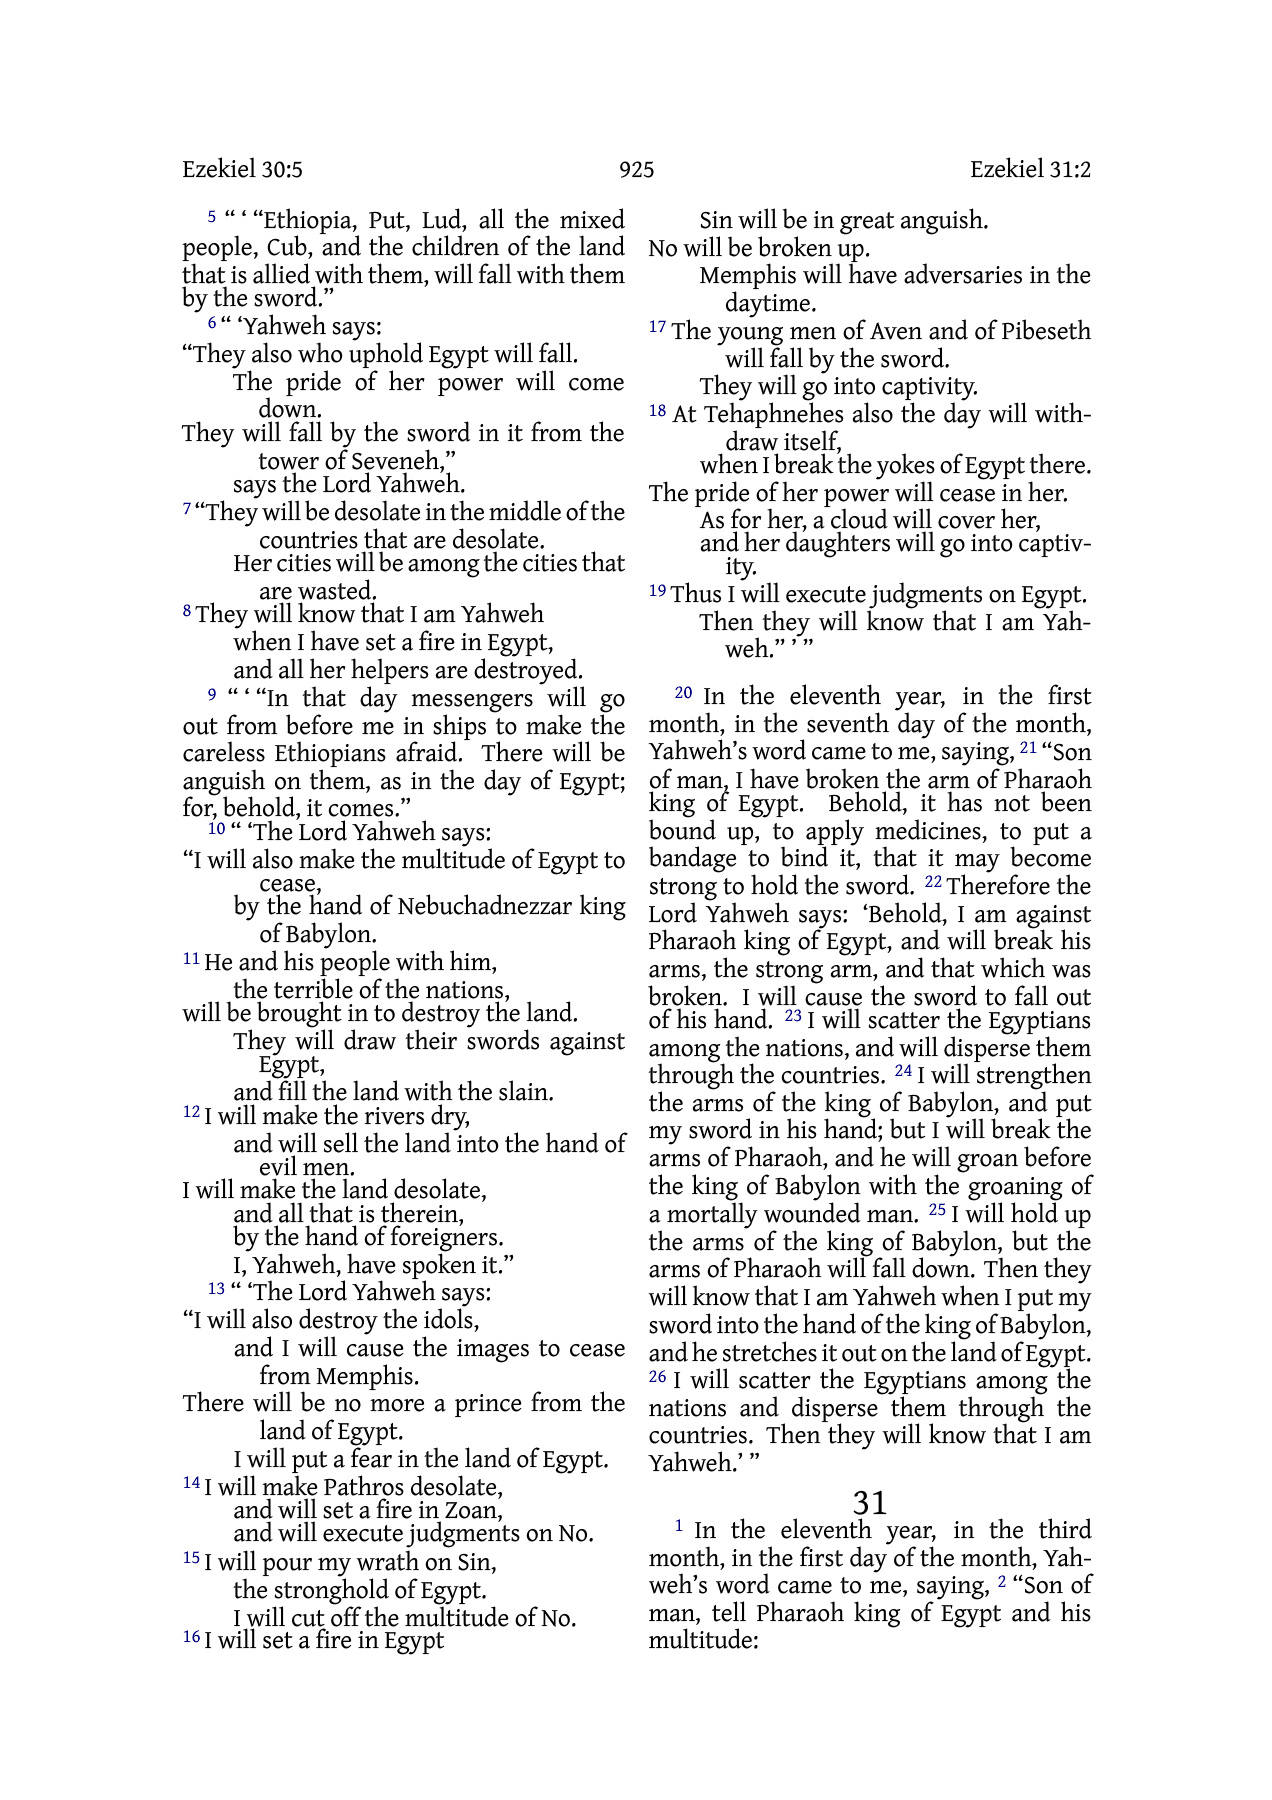 Ezekiel 30:5 925 Ezekiel 31:2
5 “ ‘ “Ethiopia, Put, Lud, all the mixed
people, Cub, and the children of the land
that is allied with them, will fall with them
by the sword.”
6 “ ‘Yahweh says:
“They also who uphold Egypt will fall.
The pride of her power will come
down.
They will fall by the sword in it from the
tower of Seveneh,”
says the Lord Yahweh.
7 “They will be desolate in the middle of the
countries that are desolate.
Her cities will be among the cities that
are wasted.
8 They will know that I am Yahweh
when I have set a fire in Egypt,
and all her helpers are destroyed.
9 “ ‘ “In that day messengers will go
out from before me in ships to make the
careless Ethiopians afraid. There will be
anguish on them, as in the day of Egypt;
for, behold, it comes.”
10 “ ‘The Lord Yahweh says:
“I will also make the multitude of Egypt to
cease,
by the hand of Nebuchadnezzar king
of Babylon.
11 He and his people with him,
the terrible of the nations,
will be brought in to destroy the land.
They will draw their swords against
Egypt,
and fill the land with the slain.
12 I will make the rivers dry,
and will sell the land into the hand of
evil men.
I will make the land desolate,
and all that is therein,
by the hand of foreigners.
I, Yahweh, have spoken it.”
13 “ ‘The Lord Yahweh says:
“I will also destroy the idols,
and I will cause the images to cease
from Memphis.
There will be no more a prince from the
land of Egypt.
I will put a fear in the land of Egypt.
14 I will make Pathros desolate,
and will set a fire in Zoan,
and will execute judgments on No.
15 I will pour my wrath on Sin,
the stronghold of Egypt.
I will cut off the multitude of No.
16 I will set a fire in Egypt
Sin will be in great anguish.
No will be broken up.
Memphis will have adversaries in the
daytime.
17 The young men of Aven and of Pibeseth
will fall by the sword.
They will go into captivity.
18 At Tehaphnehes also the day will with-
draw itself,
when I break the yokes of Egypt there.
The pride of her power will cease in her.
As for her, a cloud will cover her,
and her daughters will go into captiv-
ity.
19 Thus I will execute judgments on Egypt.
Then they will know that I am Yah-
weh.” ’ ”
20 In the eleventh year, in the first
month, in the seventh day of the month,
Yahweh’s word came to me, saying, 21 “Son
of man, I have broken the arm of Pharaoh
king of Egypt. Behold, it has not been
bound up, to apply medicines, to put a
bandage to bind it, that it may become
strong to hold the sword. 22 Therefore the
Lord Yahweh says: ‘Behold, I am against
Pharaoh king of Egypt, and will break his
arms, the strong arm, and that which was
broken. I will cause the sword to fall out
of his hand. 23 I will scatter the Egyptians
among the nations, and will disperse them
through the countries. 24 I will strengthen
the arms of the king of Babylon, and put
my sword in his hand; but I will break the
arms of Pharaoh, and he will groan before
the king of Babylon with the groaning of
a mortally wounded man. 25 I will hold up
the arms of the king of Babylon, but the
arms of Pharaoh will fall down. Then they
will know that I am Yahweh when I put my
sword into the hand of the king of Babylon,
and he stretches it out on the land of Egypt.
26 I will scatter the Egyptians among the
nations and disperse them through the
countries. Then they will know that I am
Yahweh.’ ”
31
1 In the eleventh year, in the third
month, in the first day of the month, Yah-
weh’s word came to me, saying, 2 “Son of
man, tell Pharaoh king of Egypt and his
multitude: